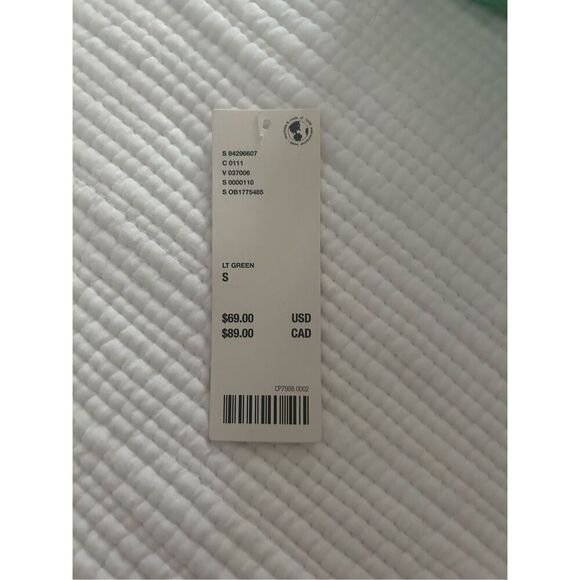 S 84296607
C 0111
V 037006
S 0000110
S OB1775485
LT GREEN
S
$69.00 USD
$89.00 CAD
CP7998 0002